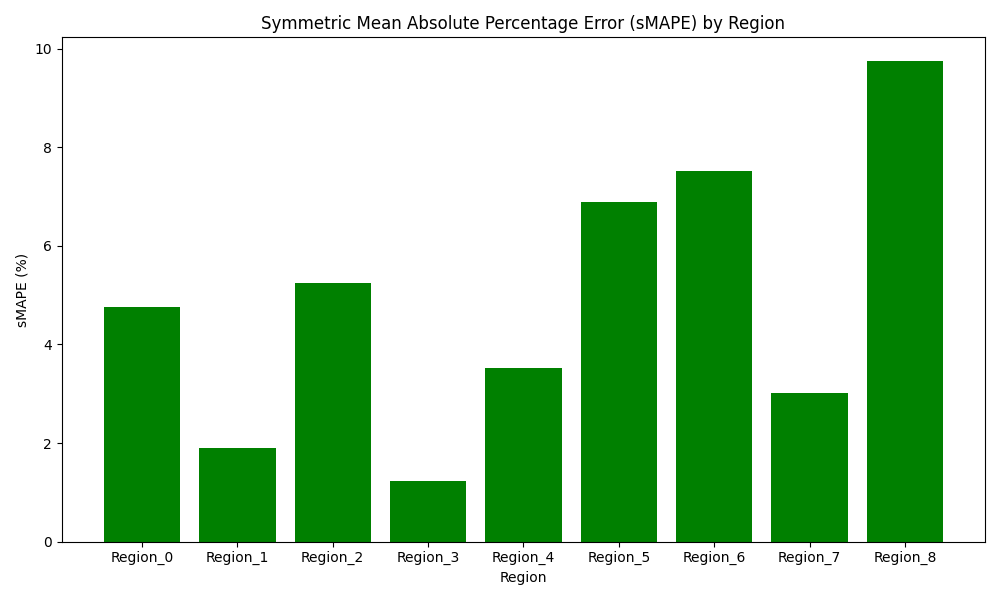 Symmetric Mean Absolute Percentage Error (sMAPE) by Region
sMAPE (%)
10
8
6
4
2
0
Region_0 Region_1 Region_2 Region_3 Region_4 Region_5 Region_6 Region_7 Region_8
Region